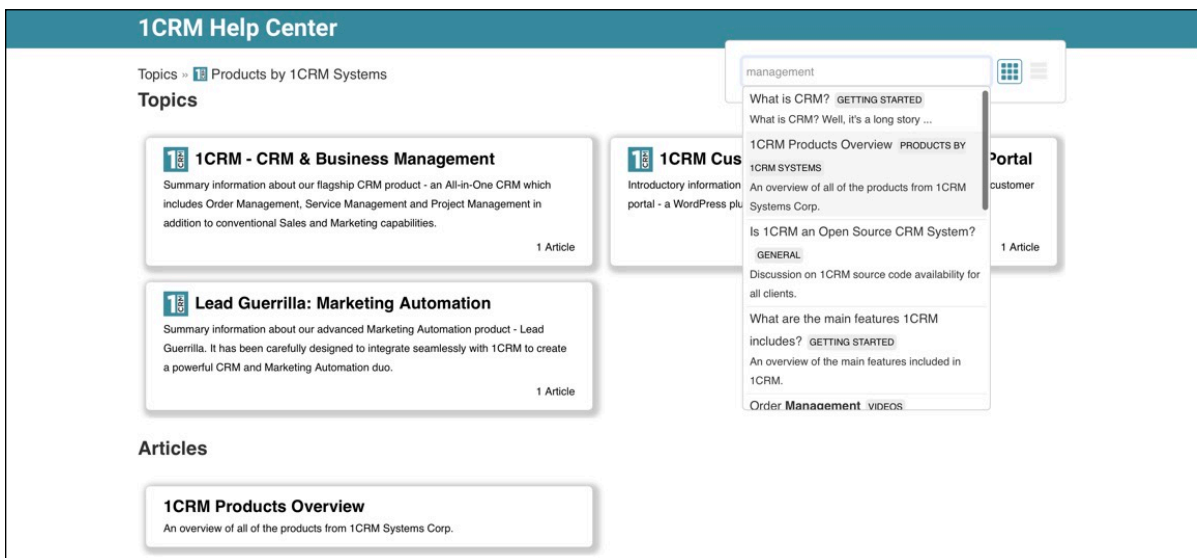 1CRM Help Center
Topics » Products by 1CRM Systems
Topics
1CRM - CRM & Business Management
Summary information about our flagship CRM product - an All-in-One CRM which
includes Order Management, Service Management and Project Management in
addition to conventional Sales and Marketing capabilities.
1 Article
1CRM Cus
Portal
Introductory information
customer
portal - a WordPress plu
1 Article
Lead Guerrilla: Marketing Automation
Summary information about our advanced Marketing Automation product - Lead
Guerrilla. It has been carefully designed to integrate seamlessly with 1CRM to create
a powerful CRM and Marketing Automation duo.
1 Article
management
What is CRM? GETTING STARTED
What is CRM? Well, it's a long story ...
1CRM Products Overview PRODUCTS BY
1CRM SYSTEMS
An overview of all of the products from 1CRM
Systems Corp.
Is 1CRM an Open Source CRM System?
GENERAL
Discussion on 1CRM source code availability for
all clients.
What are the main features 1CRM
includes? GETTING STARTED
An overview of the main features included in
1CRM.
Order Management VIDEOS
Articles
1CRM Products Overview
An overview of all of the products from 1CRM Systems Corp.